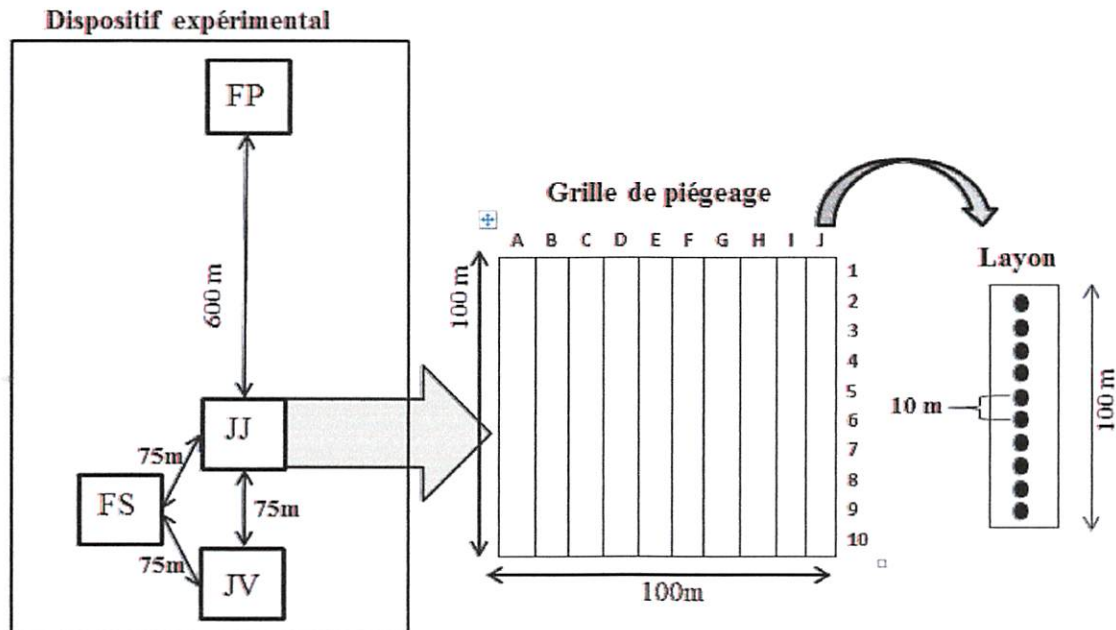 Dispositif expérimental
FP
600 m
JJ
75m
FS
75m
75m
JV
Grille de piégeage
A B C D E F G H I J
100 m
1
2
3
4
5
6
7
8
9
10
100m
Layon
10 m
100 m